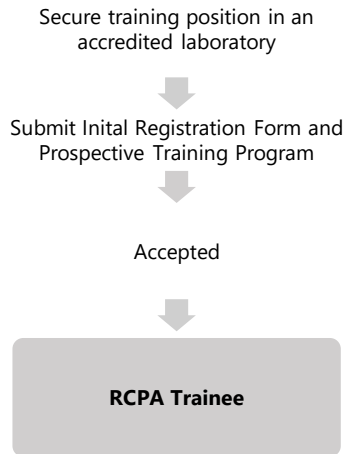 Secure training position in an
accredited laboratory
Submit Inital Registration Form and
Prospective Training Program
Accepted
RCPA Trainee